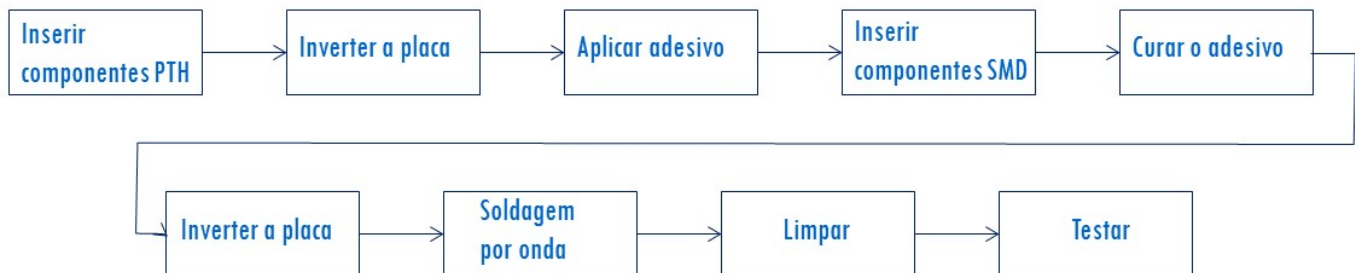 Inserir
componentes PTH
Inverter a placa
Aplicar adesivo
Inserir
componentes SMD
Curar o adesivo
Inverter a placa
Soldagem
por onda
Limpar
Testar